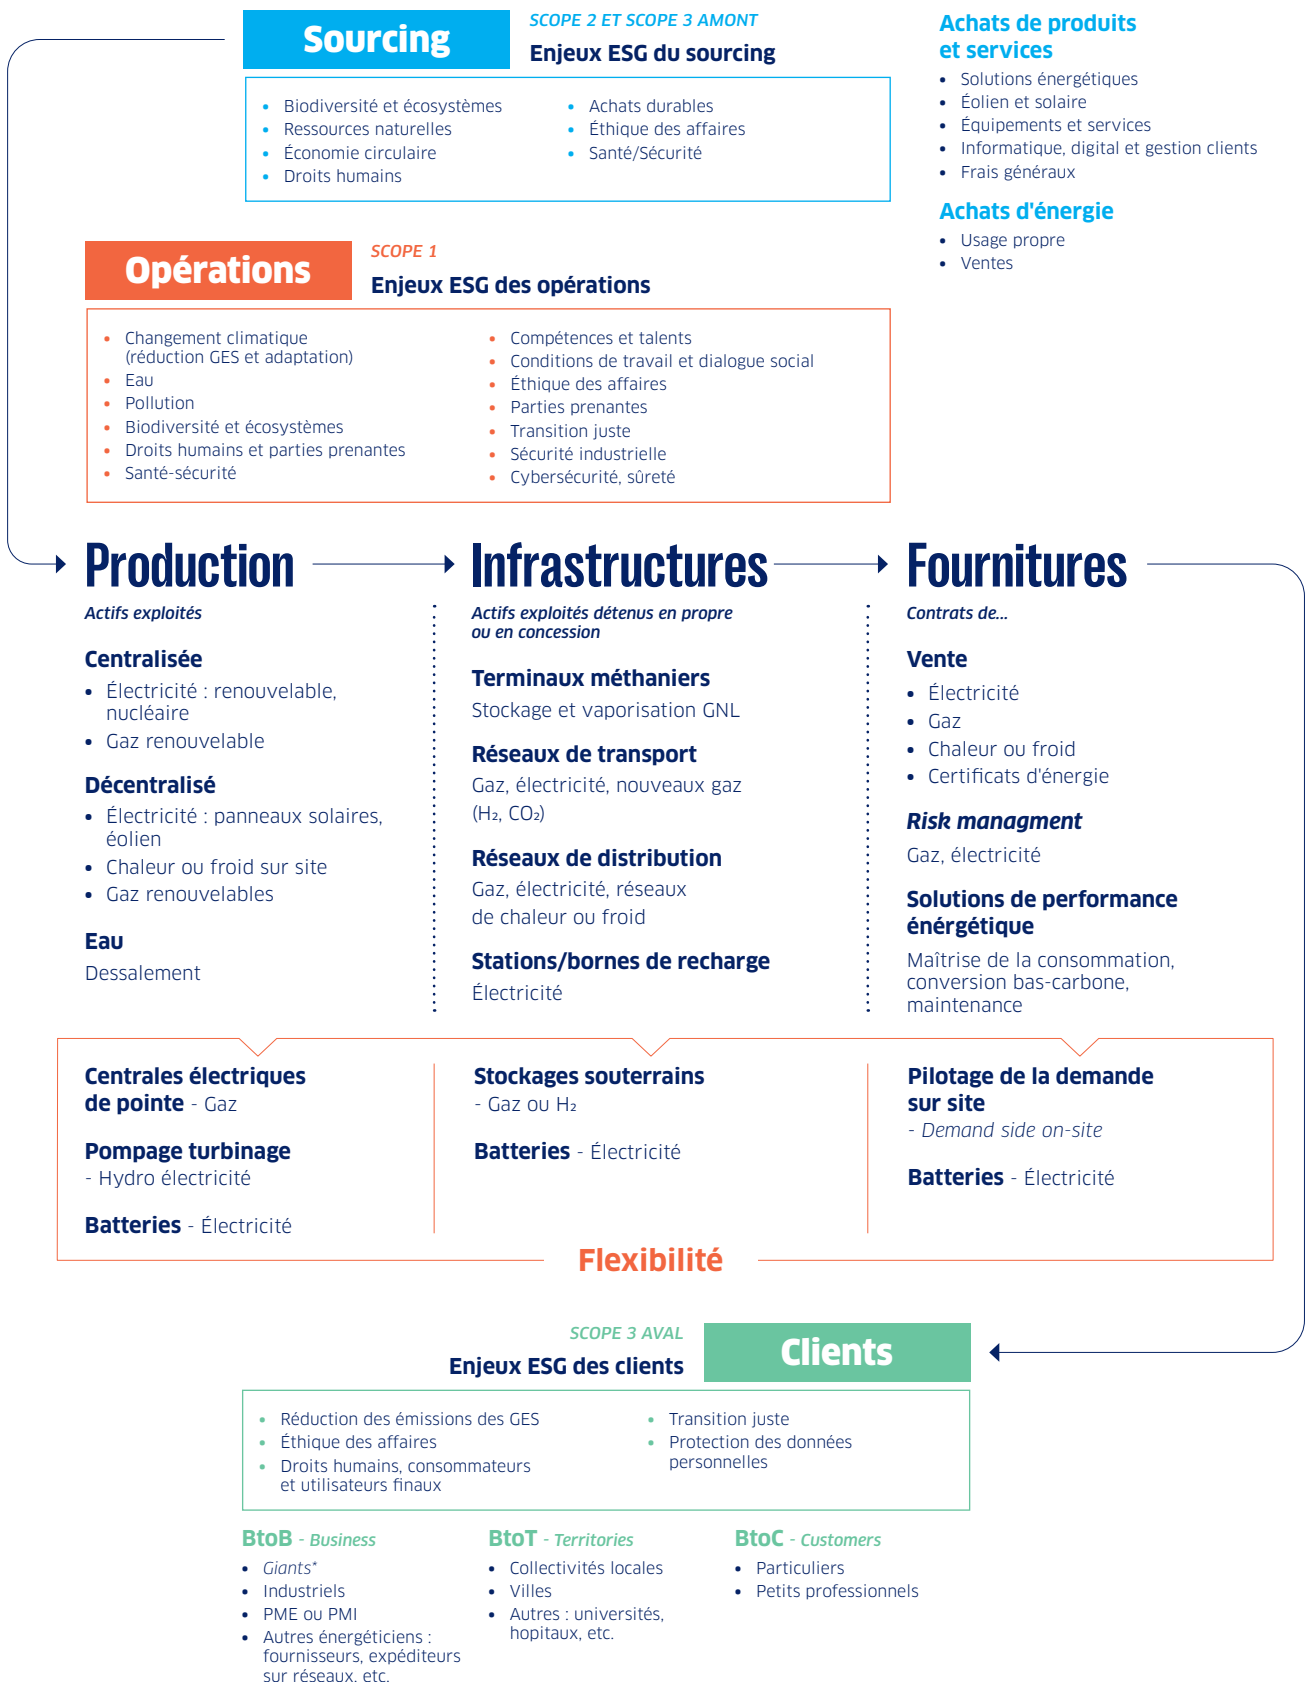 Sourcing
SCOPE 2 ET SCOPE 3 AMONT
Enjeux ESG du sourcing
• Biodiversité et écosystèmes
• Ressources naturelles
• Économie circulaire
• Droits humains
• Achats durables
• Éthique des affaires
• Santé/Sécurité
Achats de produits
et services
• Solutions énergétiques
• Éolien et solaire
• Équipements et services
• Informatique, digital et gestion clients
• Frais généraux
Achats d'énergie
• Usage propre
• Ventes
Opérations
SCOPE 1
Enjeux ESG des opérations
• Changement climatique
(réduction GES et adaptation)
• Eau
• Pollution
• Biodiversité et écosystèmes
• Droits humains et parties prenantes
• Santé-sécurité
• Compétences et talents
• Conditions de travail et dialogue social
• Éthique des affaires
• Parties prenantes
• Transition juste
• Sécurité industrielle
• Cybersécurité, sûreté
Production
Actifs exploités
Centralisée
• Électricité : renouvelable,
nucléaire
• Gaz renouvelable
Décentralisé
• Électricité : panneaux solaires,
éolien
• Chaleur ou froid sur site
• Gaz renouvelables
Eau
Dessalement
Infrastructures
Actifs exploités détenus en propre
ou en concession
Terminaux méthaniers
Stockage et vaporisation GNL
Réseaux de transport
Gaz, électricité, nouveaux gaz
(H₂, CO₂)
Réseaux de distribution
Gaz, électricité, réseaux
de chaleur ou froid
Stations/bornes de recharge
Électricité
Fournitures
Contrats de...
Vente
• Électricité
• Gaz
• Chaleur ou froid
• Certificats d'énergie
Risk managment
Gaz, électricité
Solutions de performance
énérgétique
Maîtrise de la consommation,
conversion bas-carbone,
maintenance
Centrales électriques
de pointe - Gaz
Pompage turbinage
- Hydro électricité
Batteries - Électricité
Stockages souterrains
- Gaz ou H₂
Batteries - Électricité
Pilotage de la demande
sur site
- Demand side on-site
Batteries - Électricité
Flexibilité
SCOPE 3 AVAL
Enjeux ESG des clients
Clients
• Réduction des émissions des GES
• Éthique des affaires
• Droits humains, consommateurs
et utilisateurs finaux
• Transition juste
• Protection des données
personnelles
BtoB - Business
• Giants*
• Industriels
• PME ou PMI
• Autres énergéticiens :
fournisseurs, expéditeurs
sur réseaux, etc.
BtoT - Territories
• Collectivités locales
• Villes
• Autres : universités,
hopitaux, etc.
BtoC - Customers
• Particuliers
• Petits professionnels